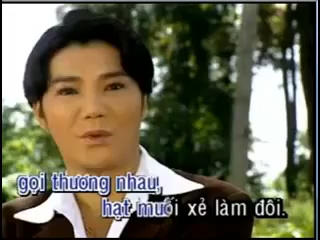 gọi thương nhau,
hạt muối xẻ làm đôi.